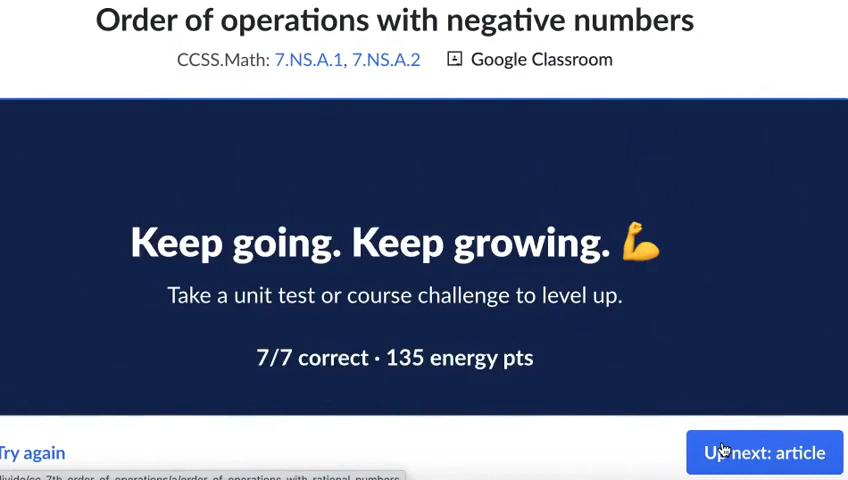 Order of operations with negative numbers
CCSS.Math: 7.NS.A.1, 7.NS.A.2 Google Classroom
Keep going. Keep growing. 💪
Take a unit test or course challenge to level up.
7/7 correct · 135 energy pts
Try again
Up next: article